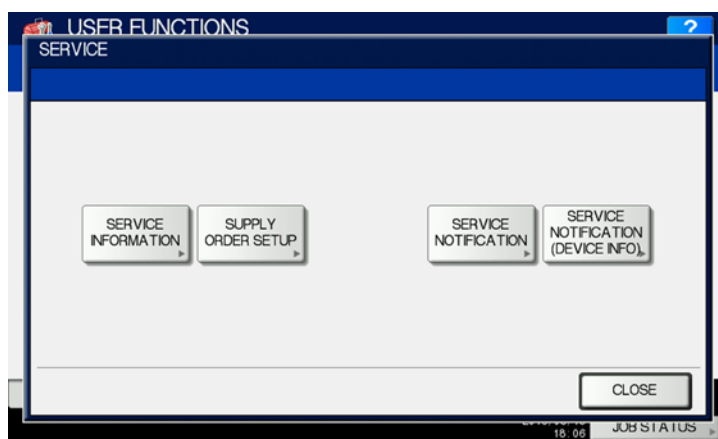 USER FUNCTIONS
?
SERVICE
SERVICE
INFORMATION
SUPPLY
ORDER SETUP
SERVICE
NOTIFICATION
SERVICE
NOTIFICATION
(DEVICE INFO)
CLOSE
18:06
JOB STATUS